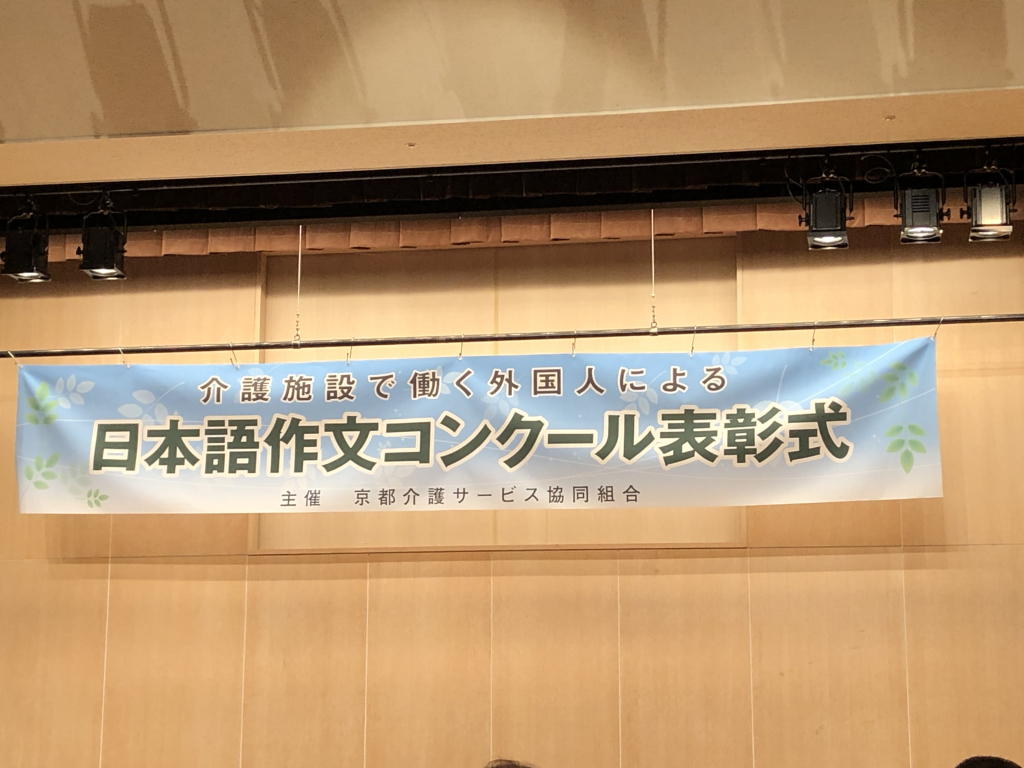 介護施設で働く外国人による
日本語作文コンクール表彰式
主催　京都介護サービス協同組合